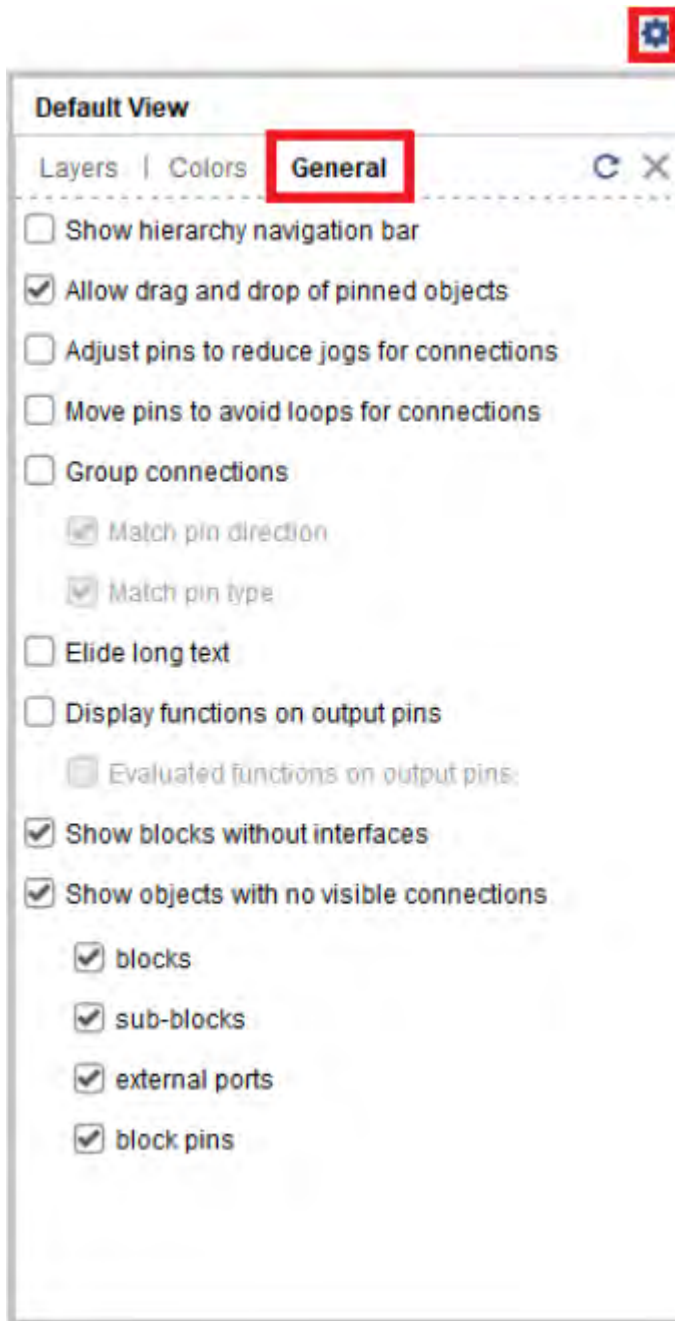 Default View
Layers | Colors General
Show hierarchy navigation bar
Allow drag and drop of pinned objects
Adjust pins to reduce jogs for connections
Move pins to avoid loops for connections
Group connections
Match pin direction
Match pin type
Elide long text
Display functions on output pins
Evaluated functions on output pins
Show blocks without interfaces
Show objects with no visible connections
blocks
sub-blocks
external ports
block pins